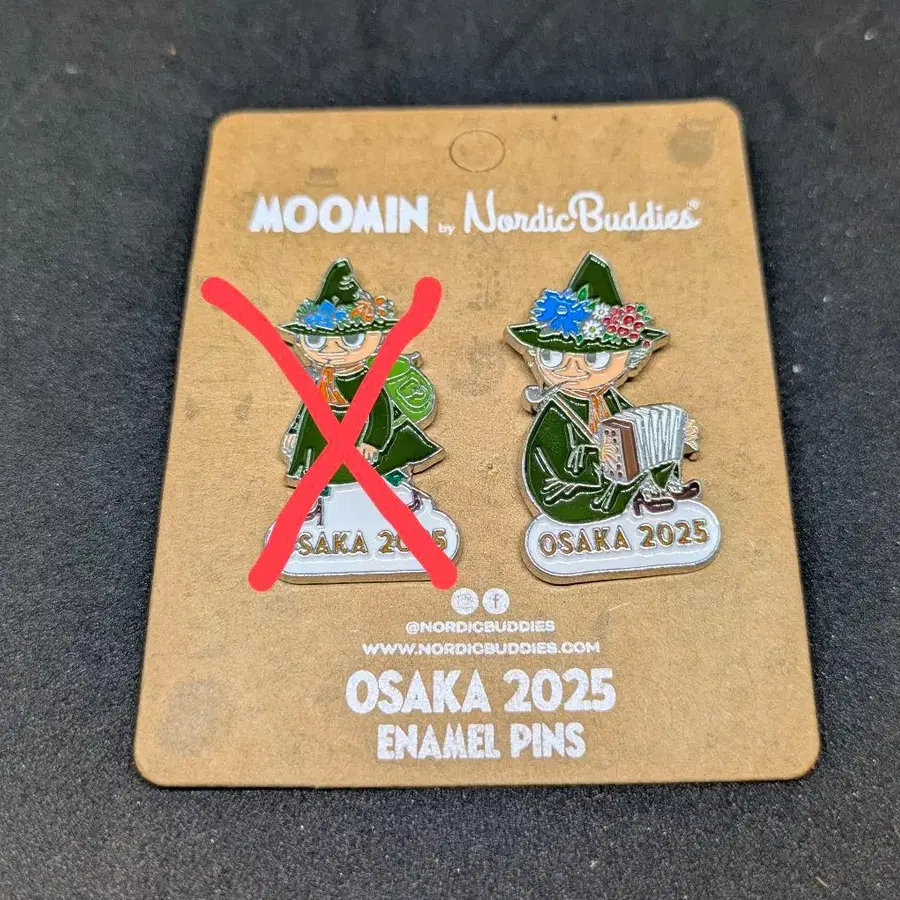 MOOMIN by NordicBuddies®
OSAKA 2025
OSAKA 2025
@NORDICBUDDIES
WWW.NORDICBUDDIES.COM
OSAKA 2025
ENAMEL PINS